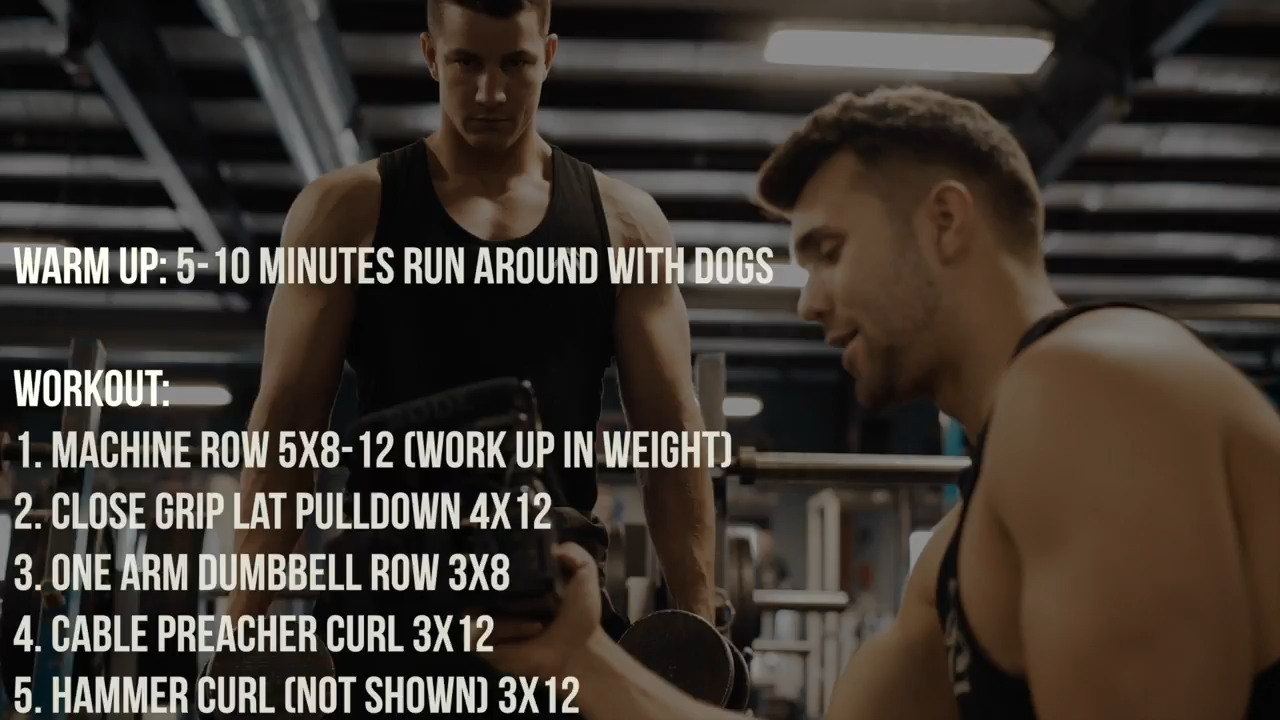 WARM UP: 5-10 MINUTES RUN AROUND WITH DOGS
WORKOUT:
1. MACHINE ROW 5X8-12 (WORK UP IN WEIGHT)
2. CLOSE GRIP LAT PULLDOWN 4X12
3. ONE ARM DUMBBELL ROW 3X8
4. CABLE PREACHER CURL 3X12
5. HAMMER CURL (NOT SHOWN) 3X12